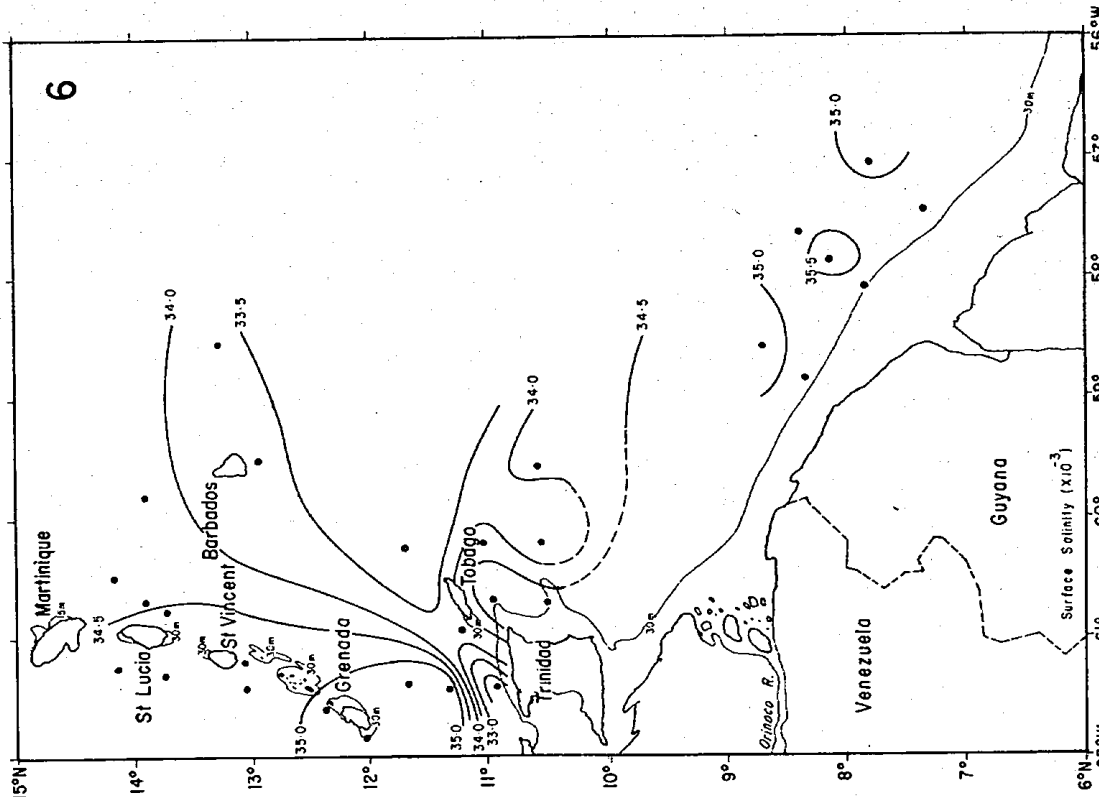 6
15°N
14°
13°
12°
11°
10°
9°
8°
7°
6°N
57°
58°
59°
60°
61°
Martinique
15m
34·5
St Lucia
30m
St Vincent
30m
30m
30m
Barbados
Grenada
30m
34·0
33·5
35·0
35·0
34·0
33·0
Tobago
30m
Trinidad
34·0
34·5
35·0
35·5
35·0
30m
30m
Orinoco R.
Venezuela
Guyana
Surface Salinity (x10⁻³)